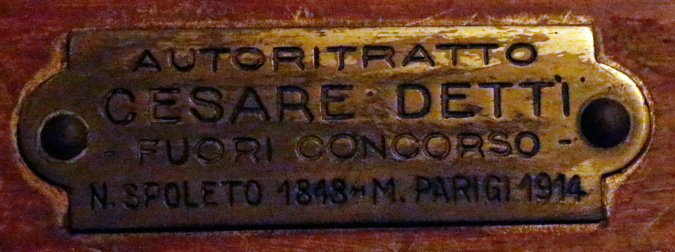 AUTORITRATTO
CESARE DETTI
- FUORI CONCORSO -
N. SPOLETO 1848 - M. PARIGI 1914